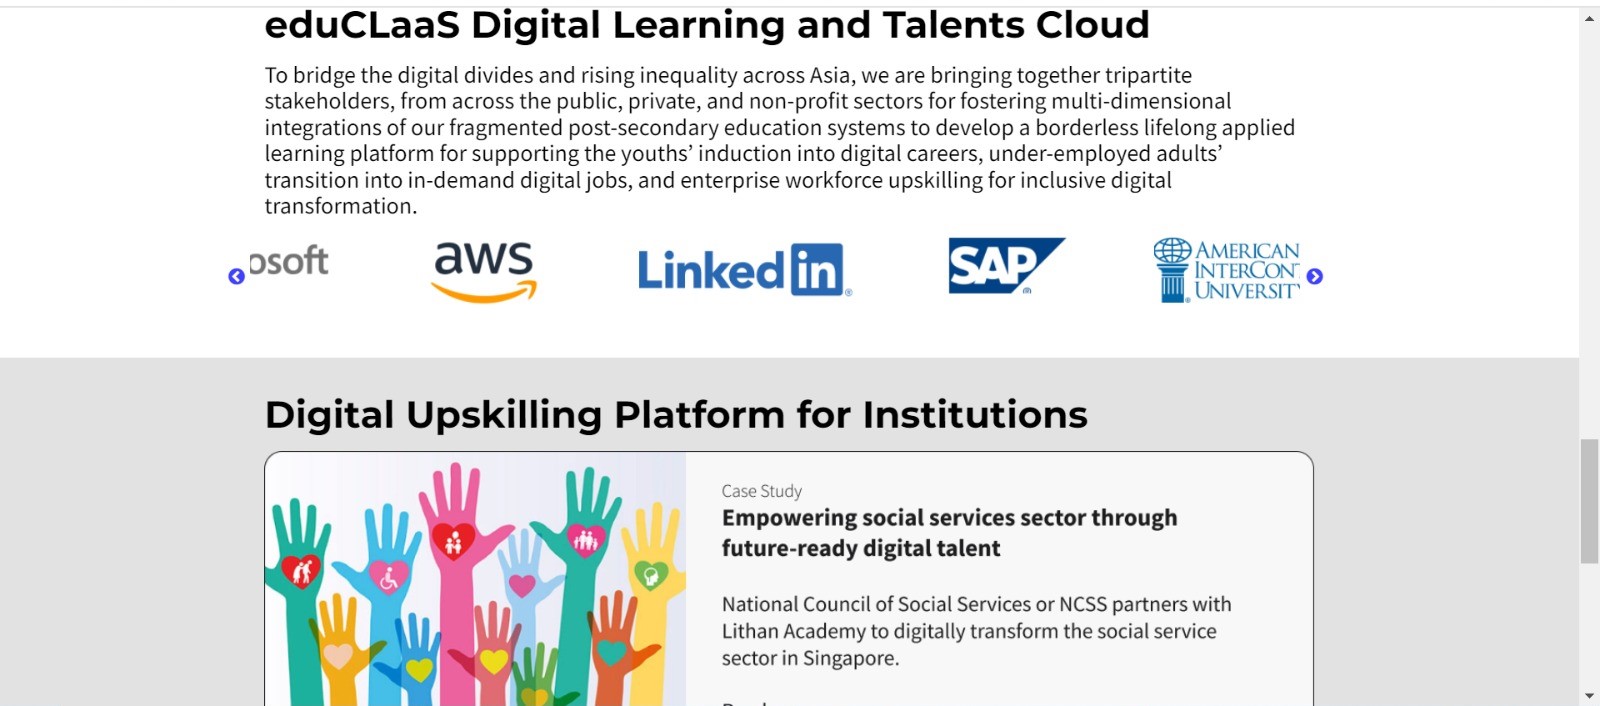 eduCLaaS Digital Learning and Talents Cloud
To bridge the digital divides and rising inequality across Asia, we are bringing together tripartite
stakeholders, from across the public, private, and non-profit sectors for fostering multi-dimensional
integrations of our fragmented post-secondary education systems to develop a borderless lifelong applied
learning platform for supporting the youths’ induction into digital careers, under-employed adults’
transition into in-demand digital jobs, and enterprise workforce upskilling for inclusive digital
transformation.
osoft
aws
Linked in ®
SAP
AMERICAN
INTERCON
UNIVERSIT
Digital Upskilling Platform for Institutions
Case Study
Empowering social services sector through
future-ready digital talent
National Council of Social Services or NCSS partners with
Lithan Academy to digitally transform the social service
sector in Singapore.